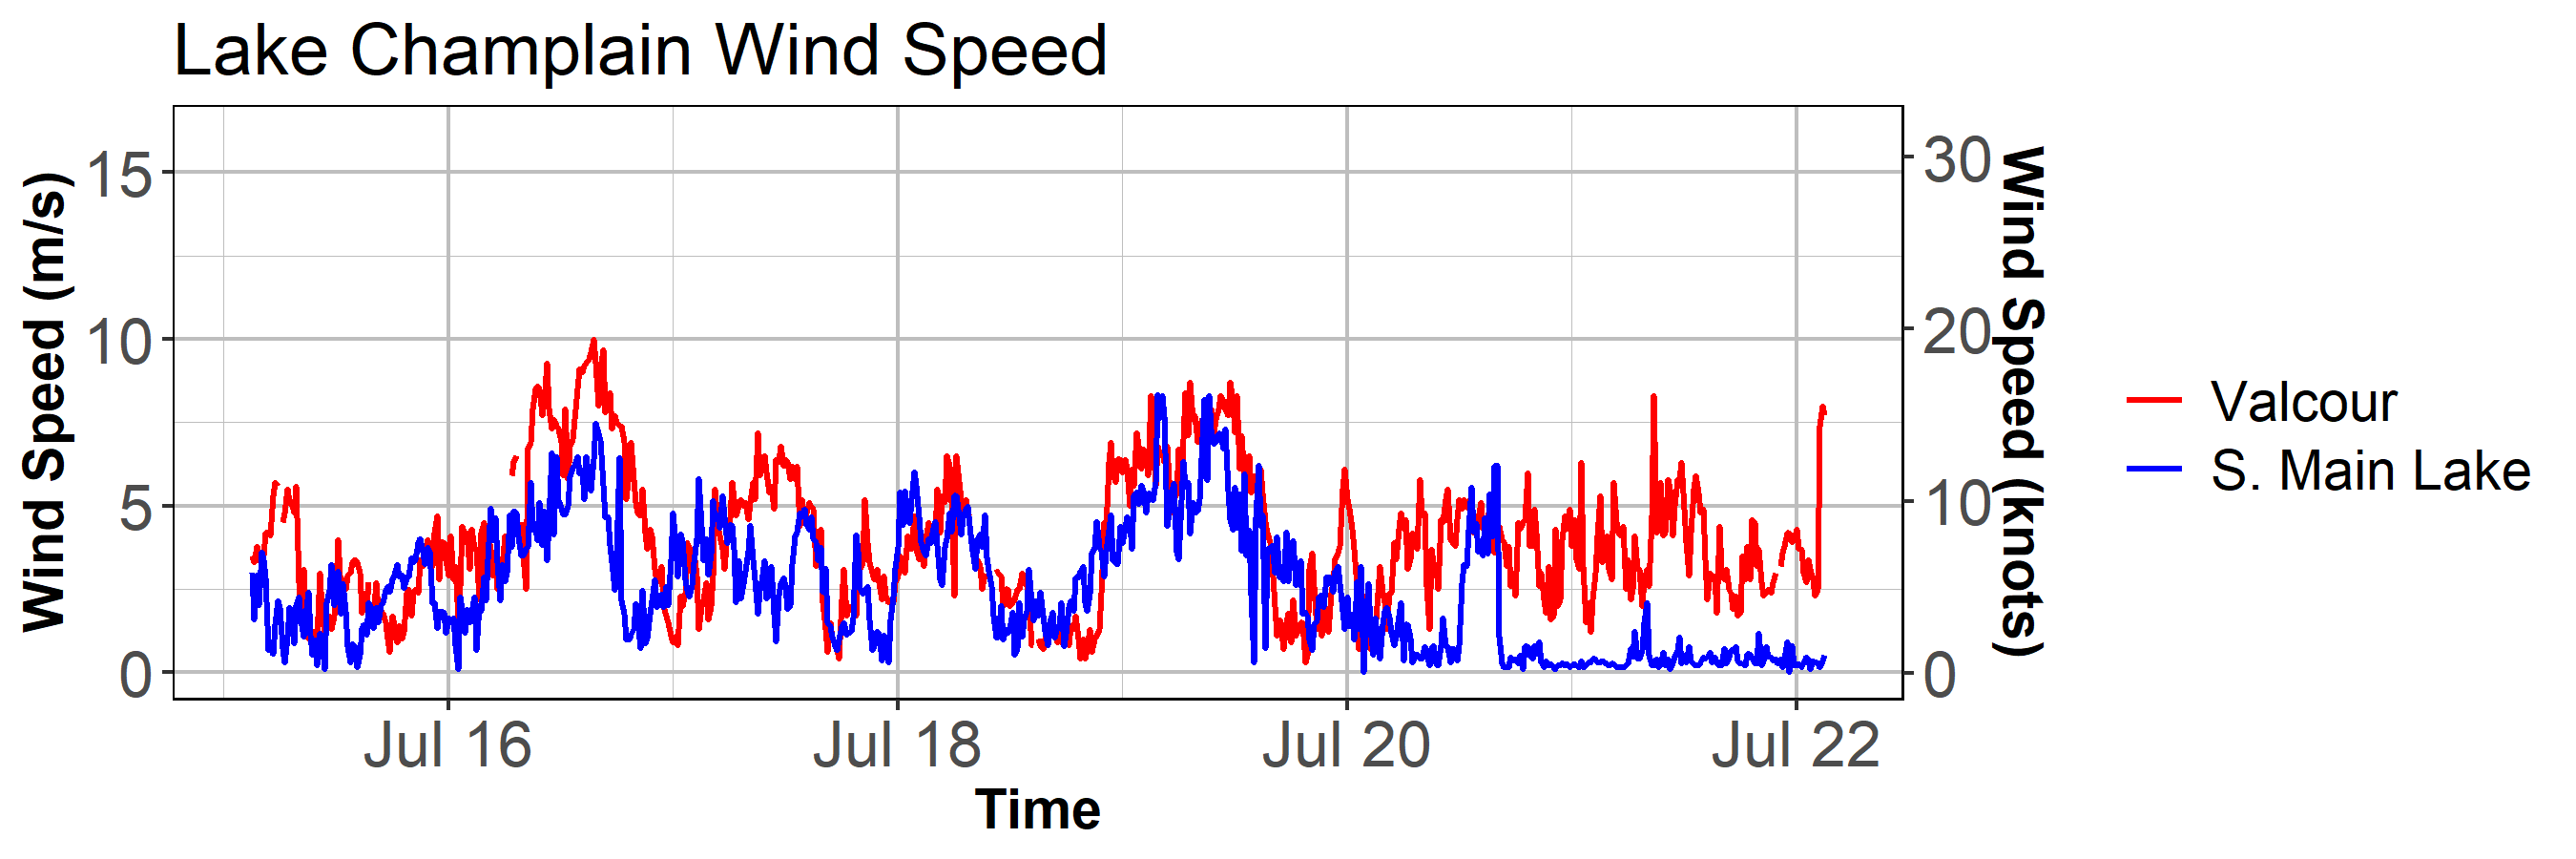 Lake Champlain Wind Speed
Wind Speed (m/s)
15
10
5
0
30
20
10
0
Wind Speed (knots)
Jul 16
Jul 18
Jul 20
Jul 22
Time
Valcour
S. Main Lake